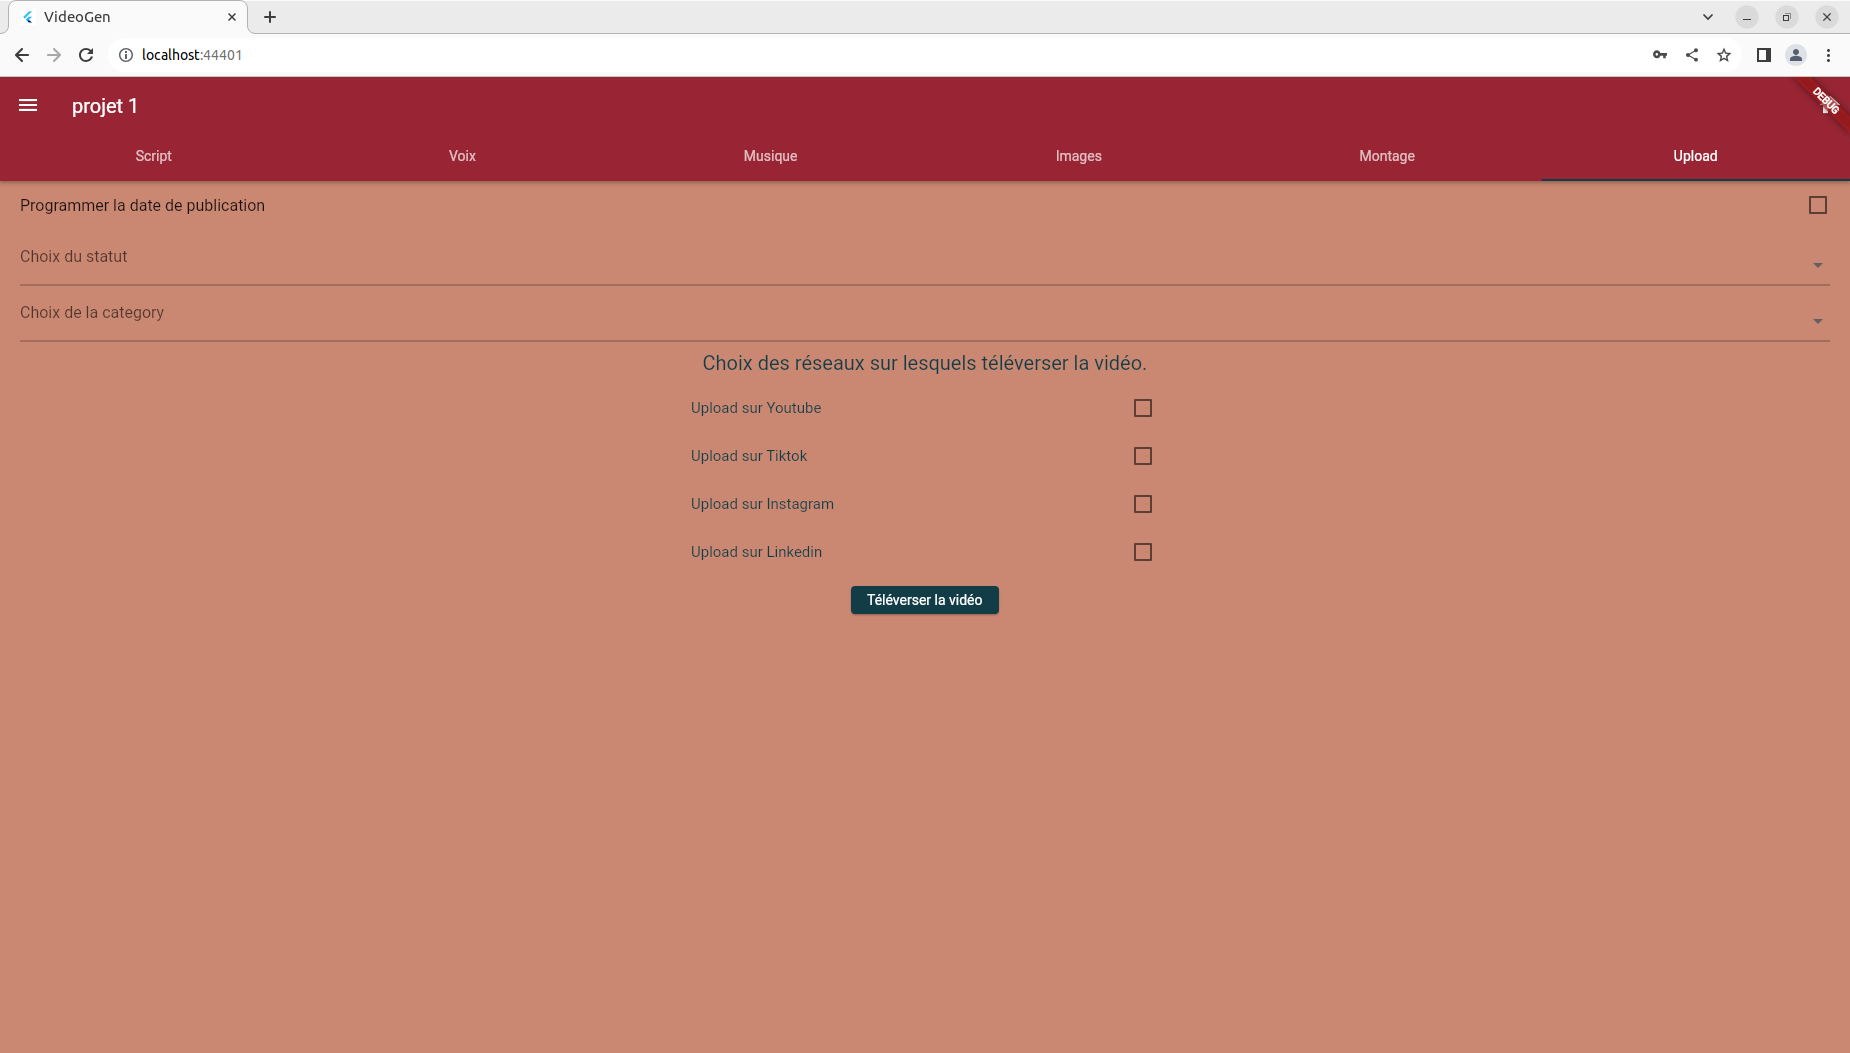 VideoGen
localhost:44401
projet 1
DEBUG
Script Voix Musique Images Montage Upload
Programmer la date de publication
Choix du statut
Choix de la category
Choix des réseaux sur lesquels téléverser la vidéo.
Upload sur Youtube
Upload sur Tiktok
Upload sur Instagram
Upload sur Linkedin
Téléverser la vidéo